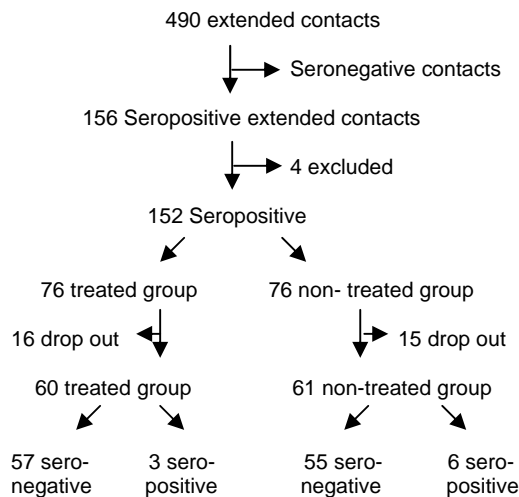 490 extended contacts
Seronegative contacts
156 Seropositive extended contacts
4 excluded
152 Seropositive
76 treated group
76 non- treated group
16 drop out
15 drop out
60 treated group
61 non-treated group
57 sero-
negative
3 sero-
positive
55 sero-
negative
6 sero-
positive